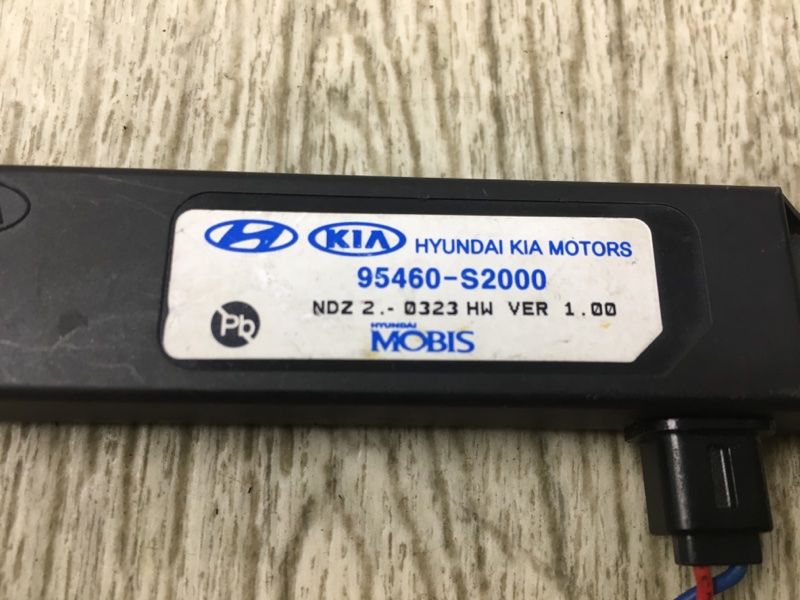 KIA HYUNDAI KIA MOTORS
95460-S2000
NDZ 2.- 0323 HW VER 1.00
Pb
HYUNDAI
MOBIS